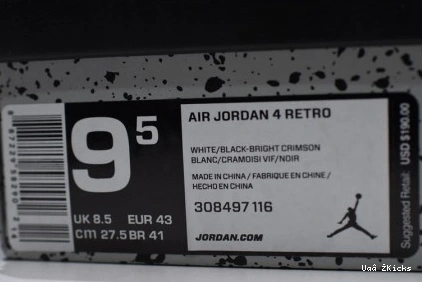 9 5
UK 8.5 EUR 43
cm 27.5 BR 41
AIR JORDAN 4 RETRO
WHITE/BLACK-BRIGHT CRIMSON
BLANC/CRAMOISI VIF/NOIR
MADE IN CHINA / FABRIQUE EN CHINE /
HECHO EN CHINA
308497 116
JORDAN.COM
Suggested Retail: USD $190.00